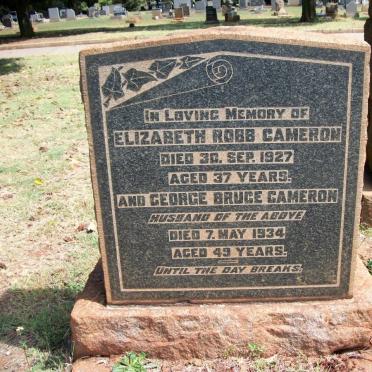 In Loving Memory of
ELIZABETH ROBB CAMERON
DIED 30. SEP. 1927
AGED 37 YEARS.
AND GEORGE BRUCE CAMERON
HUSBAND OF THE ABOVE
DIED 7. MAY 1934
AGED 49 YEARS.
UNTIL THE DAY BREAKS.